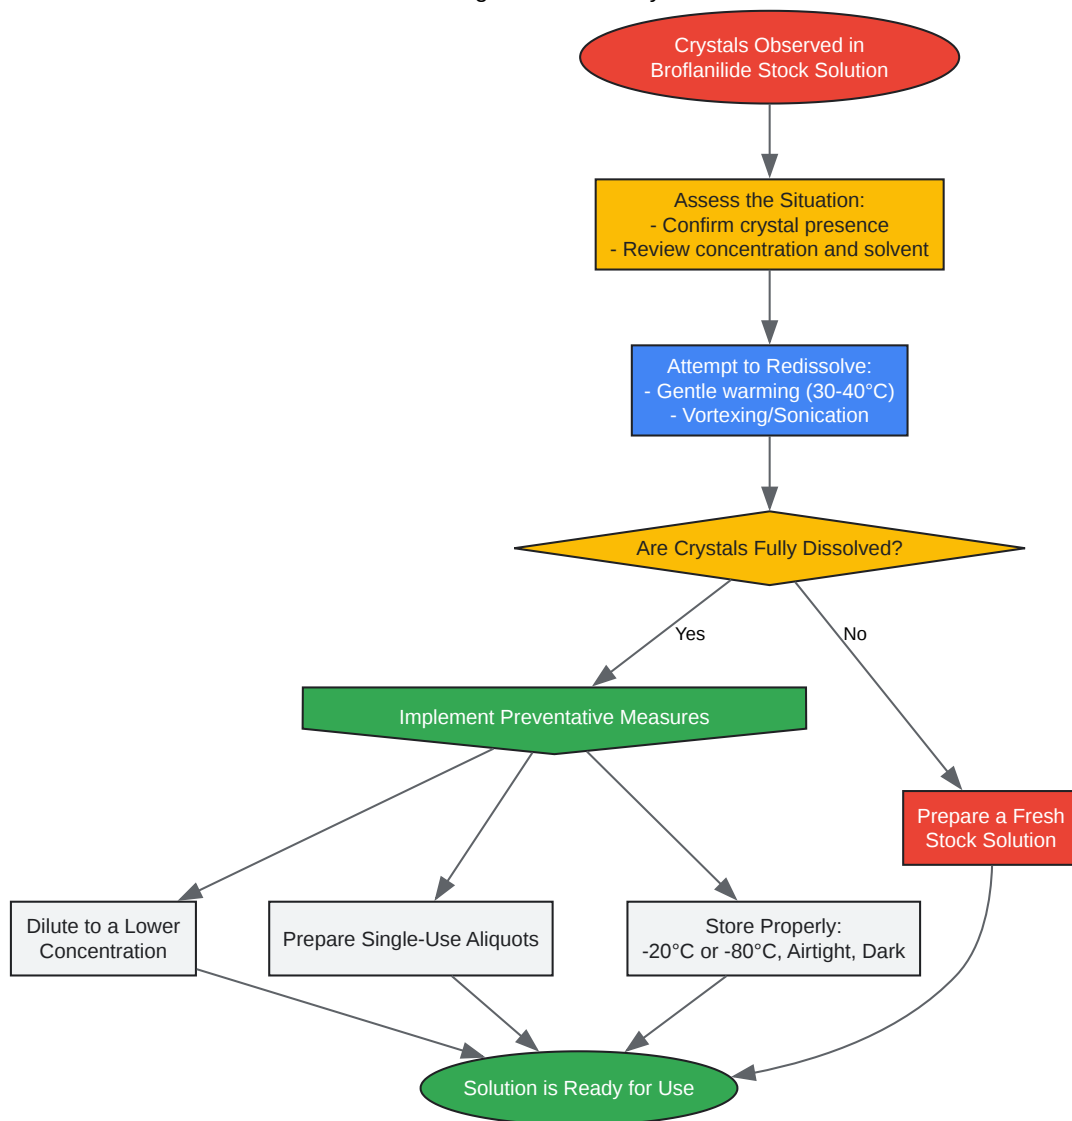 Crystals Observed in
Broflanilide Stock Solution
Assess the Situation:
- Confirm crystal presence
- Review concentration and solvent
Attempt to Redissolve:
- Gentle warming (30-40°C)
- Vortexing/Sonication
Are Crystals Fully Dissolved?
Yes
No
Implement Preventative Measures
Prepare a Fresh
Stock Solution
Dilute to a Lower
Concentration
Prepare Single-Use Aliquots
Store Properly:
-20°C or -80°C, Airtight, Dark
Solution is Ready for Use